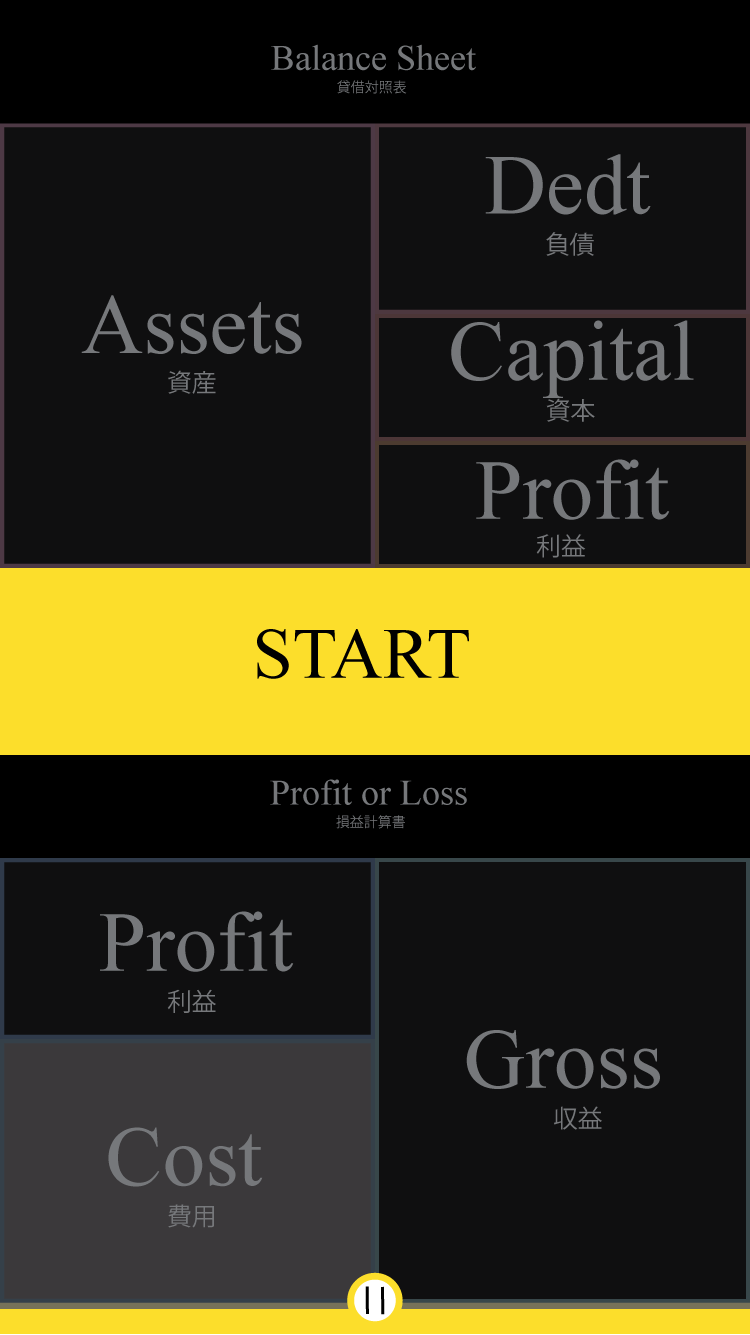 Balance Sheet
貸借対照表
Assets
資産
Dedt
負債
Capital
資本
Profit
利益
START
Profit or Loss
損益計算書
Profit
利益
Cost
費用
Gross
収益